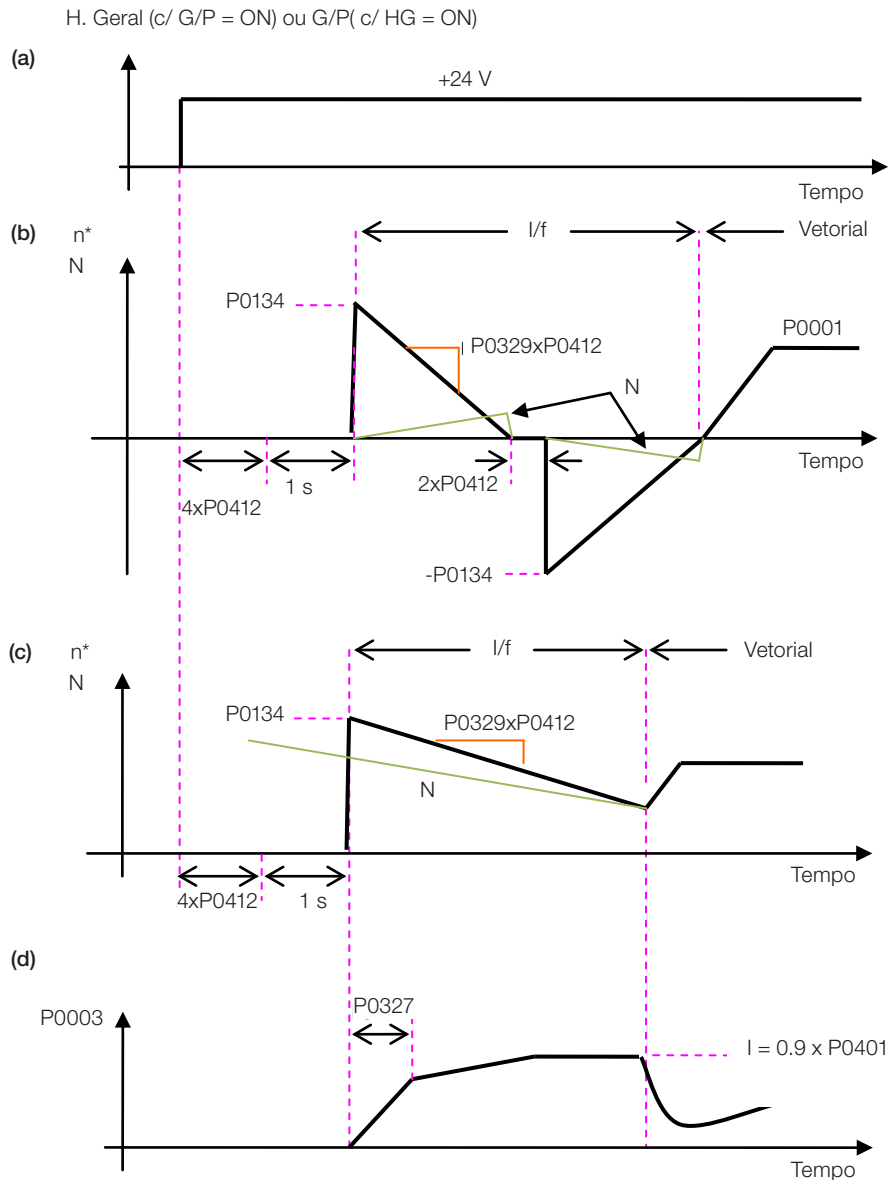 H. Geral (c/ G/P = ON) ou G/P( c/ HG = ON)
(a)
+24 V
Tempo
(b)
n*
N
I/f
Vetorial
P0134
P0329xP0412
P0001
N
Tempo
4xP0412
1 s
2xP0412
-P0134
(c)
n*
N
I/f
Vetorial
P0134
P0329xP0412
N
Tempo
4xP0412
1 s
(d)
P0003
P0327
I = 0.9 x P0401
Tempo